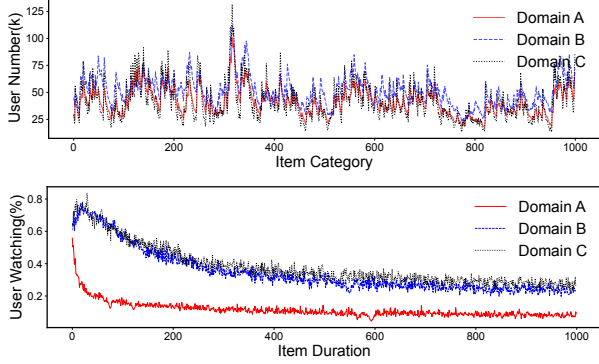 125
100
75
50
25
User Number(k)
Domain A
Domain B
Domain C
0 200 400 600 800 1000
Item Category
0.8
0.6
0.4
0.2
User Watching(%)
Domain A
Domain B
Domain C
0 200 400 600 800 1000
Item Duration